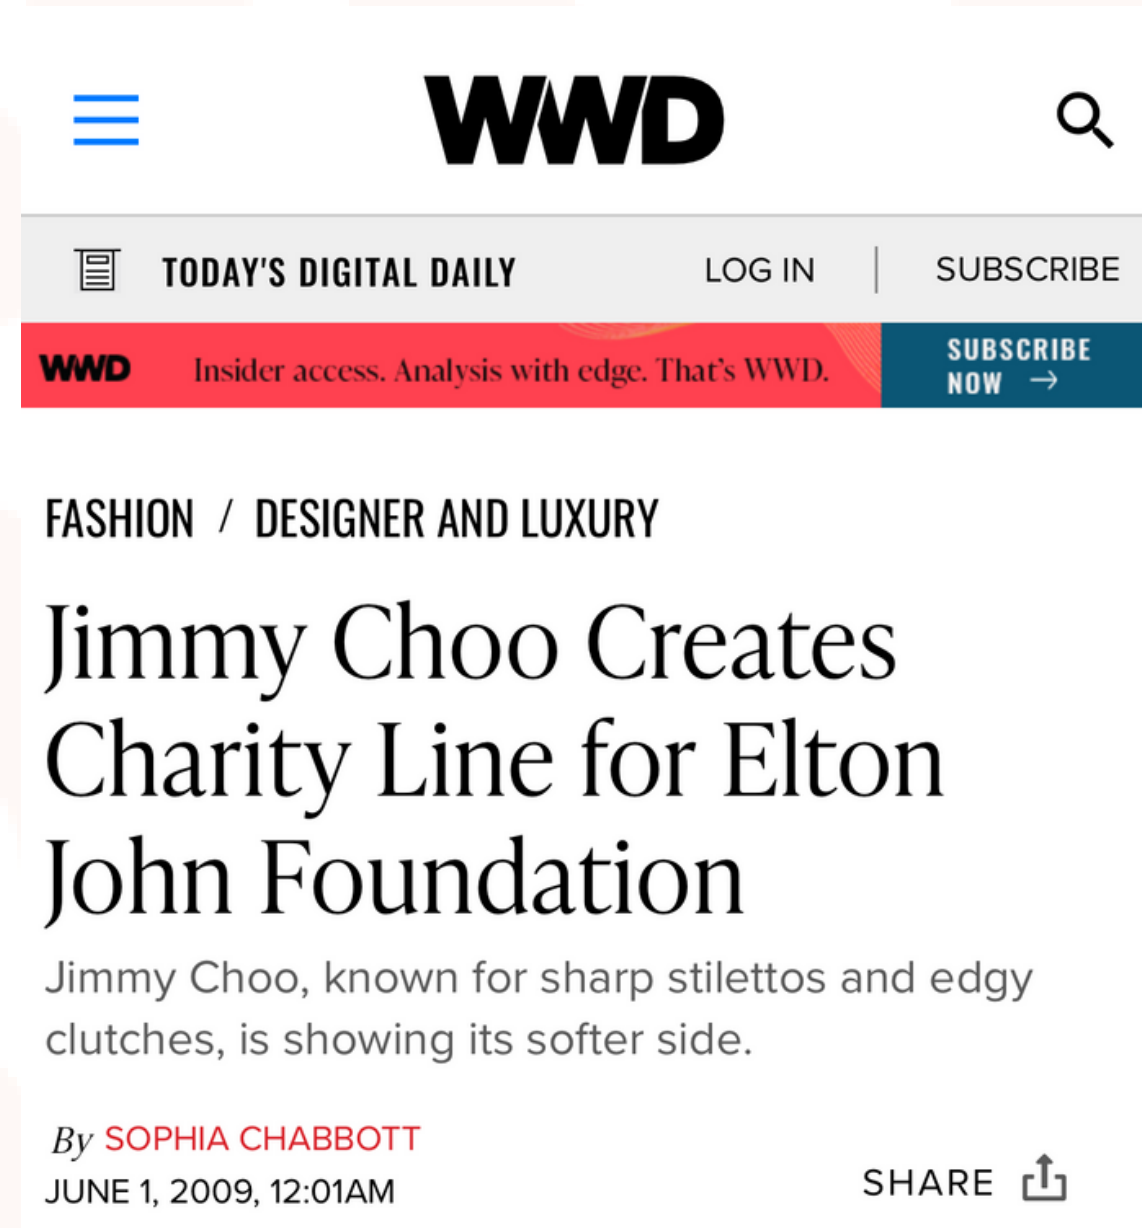 WWD
TODAY'S DIGITAL DAILY
LOG IN
SUBSCRIBE
WWD
Insider access. Analysis with edge. That’s WWD.
SUBSCRIBE
NOW →
FASHION / DESIGNER AND LUXURY
Jimmy Choo Creates
Charity Line for Elton
John Foundation
Jimmy Choo, known for sharp stilettos and edgy
clutches, is showing its softer side.
By SOPHIA CHABBOTT
JUNE 1, 2009, 12:01AM
SHARE